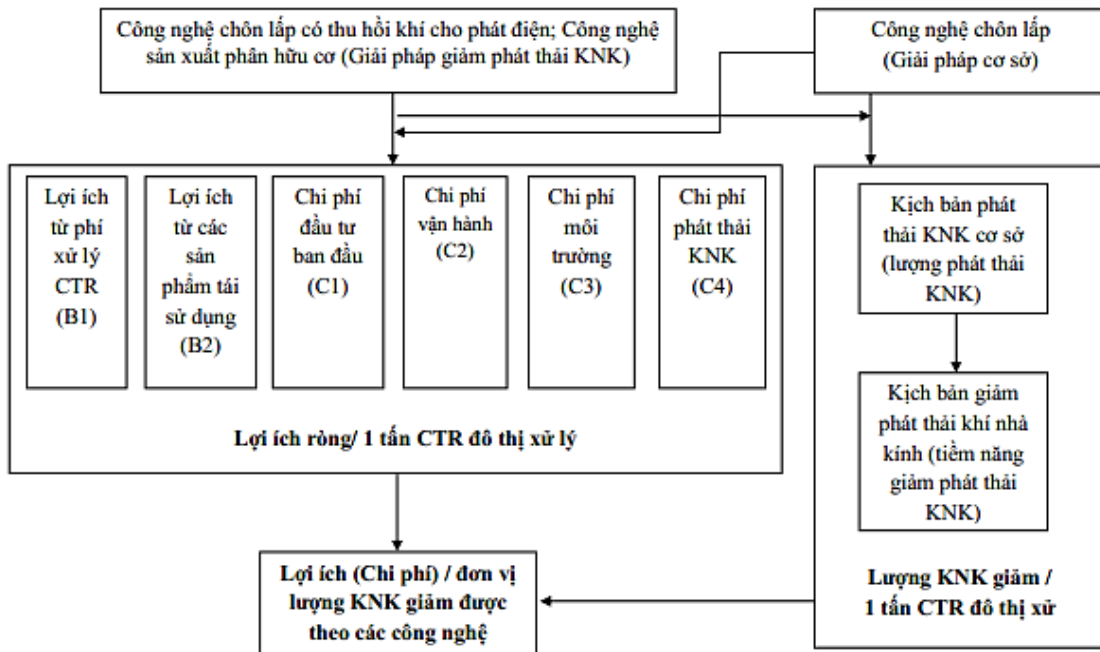 Công nghệ chôn lấp có thu hồi khí cho phát điện; Công nghệ
sản xuất phân hữu cơ (Giải pháp giảm phát thải KNK)
Công nghệ chôn lấp
(Giải pháp cơ sở)
Lợi ích
từ phí
xử lý
CTR
(B1)
Lợi ích
từ các
sản
phẩm tái
sử dụng
(B2)
Chi phí
đầu tư
ban đầu
(C1)
Chi phí
vận hành
(C2)
Chi phí
môi
trường
(C3)
Chi phí
phát thải
KNK
(C4)
Lợi ích ròng/ 1 tấn CTR đô thị xử lý
Kịch bản phát
thải KNK cơ sở
(lượng phát thải
KNK)
Kịch bản giảm
phát thải khí nhà
kính (tiềm năng
giảm phát thải
KNK)
Lượng KNK giảm /
1 tấn CTR đô thị xử
Lợi ích (Chi phí) / đơn vị
lượng KNK giảm được
theo các công nghệ